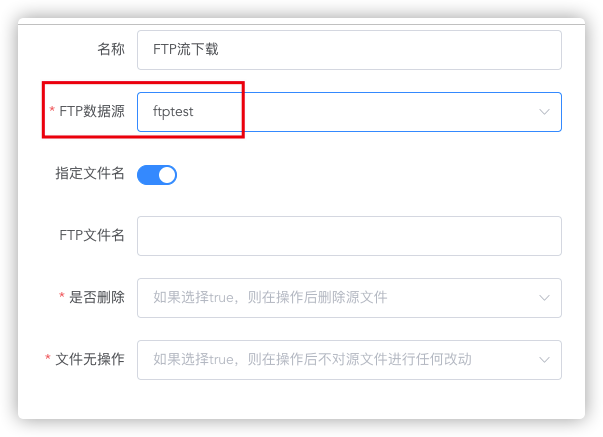 名称 FTP流下载
* FTP数据源 ftptest
指定文件名
FTP文件名
* 是否删除 如果选择true，则在操作后删除源文件
* 文件无操作 如果选择true，则在操作后不对源文件进行任何改动